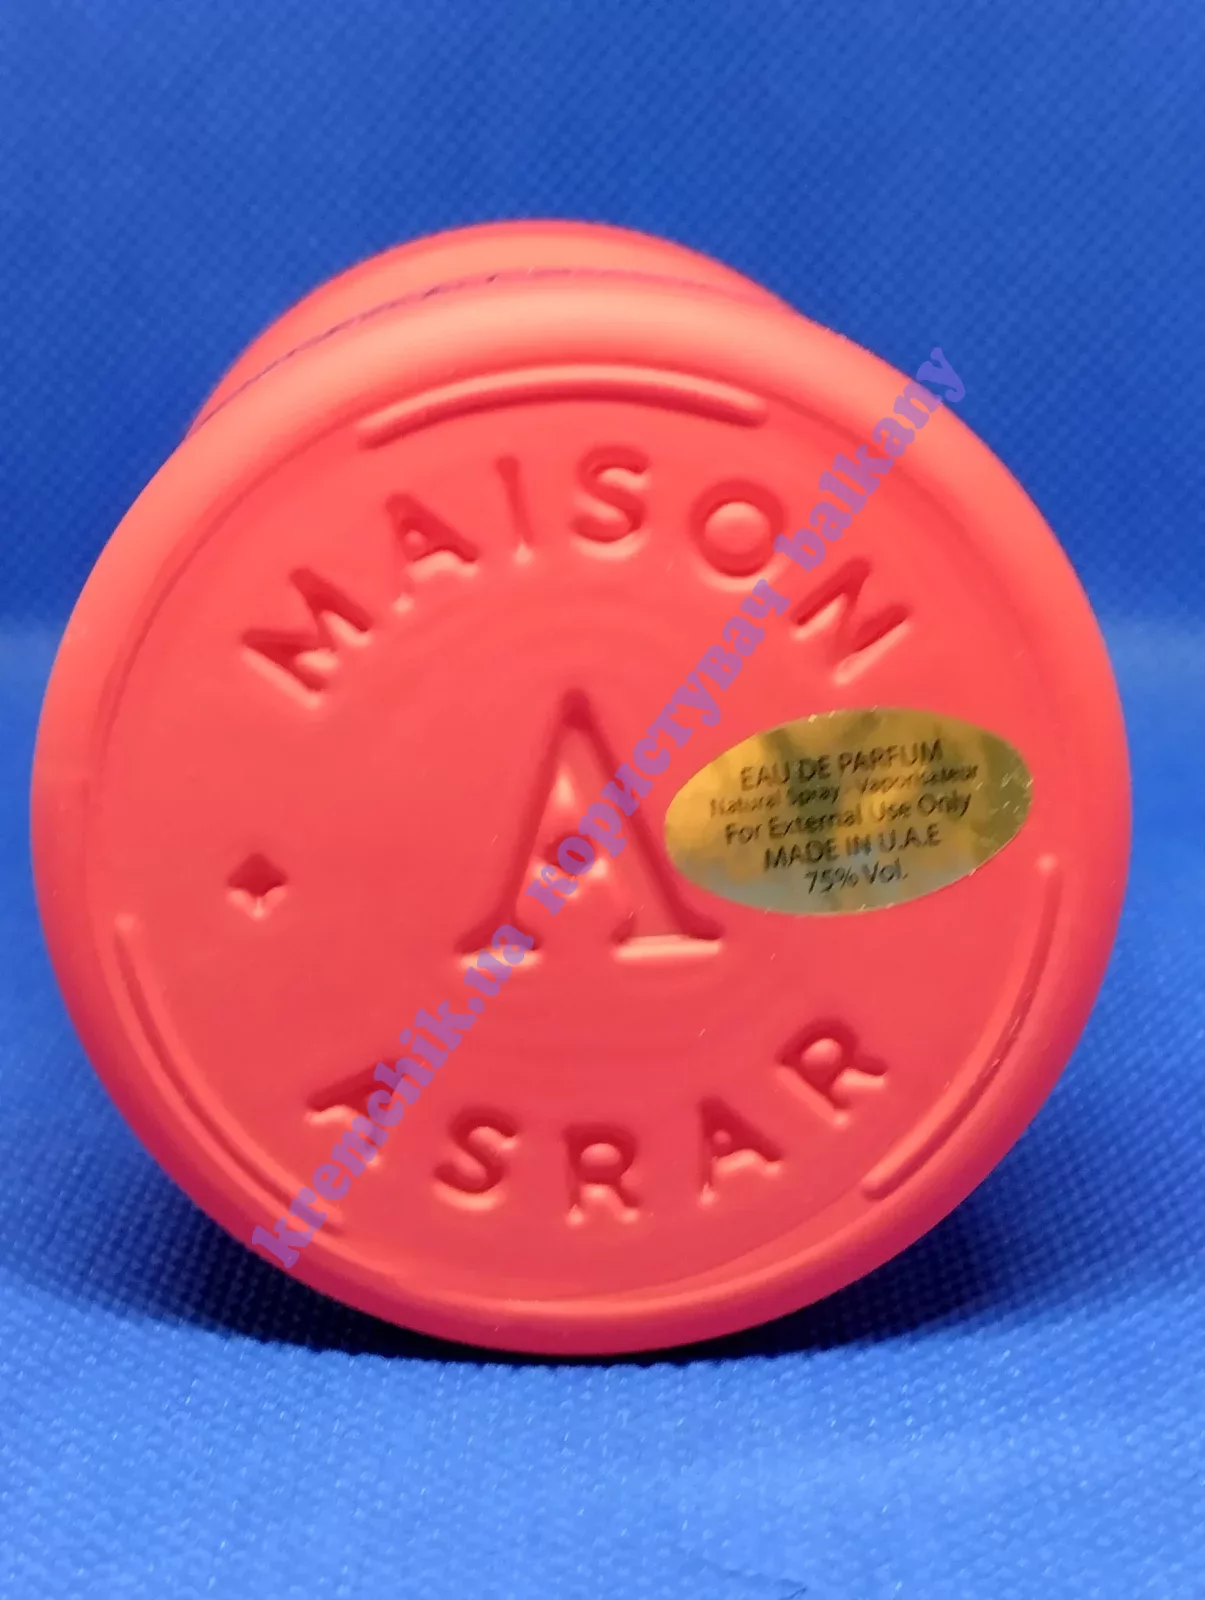 MAISON
A
ASRAR
EAU DE PARFUM
Natural Spray - Vaporisateur
For External Use Only
MADE IN U.A.E
75% Vol.
kremchik.ua користувач balkany